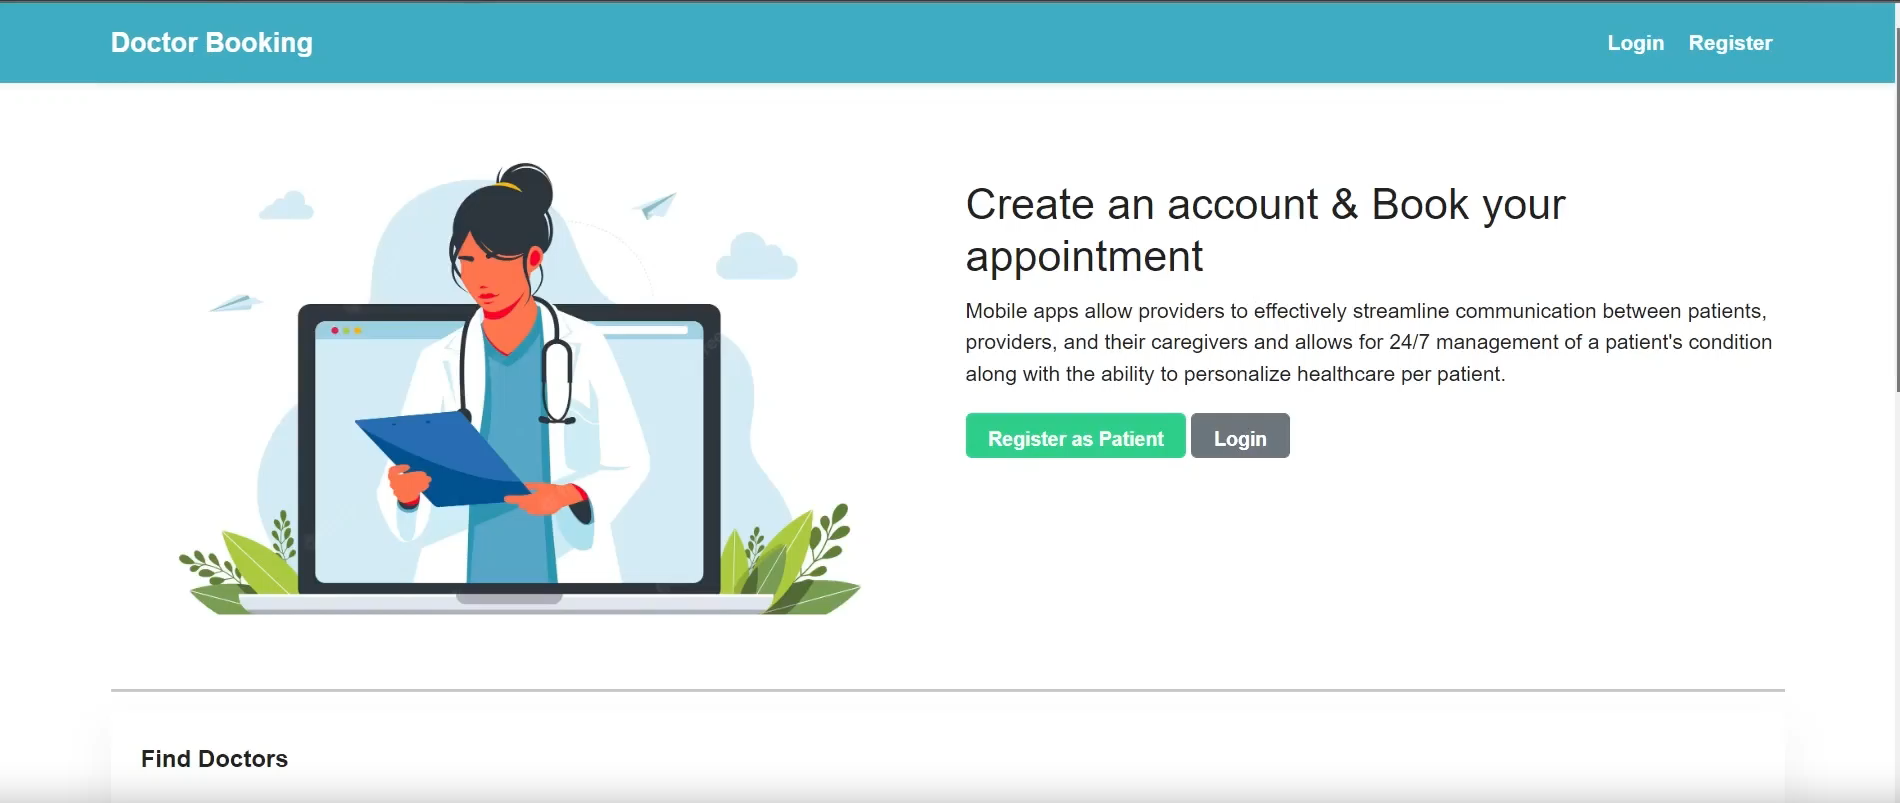 Doctor Booking
Login
Register
Create an account & Book your
appointment
Mobile apps allow providers to effectively streamline communication between patients,
providers, and their caregivers and allows for 24/7 management of a patient's condition
along with the ability to personalize healthcare per patient.
Register as Patient
Login
Find Doctors